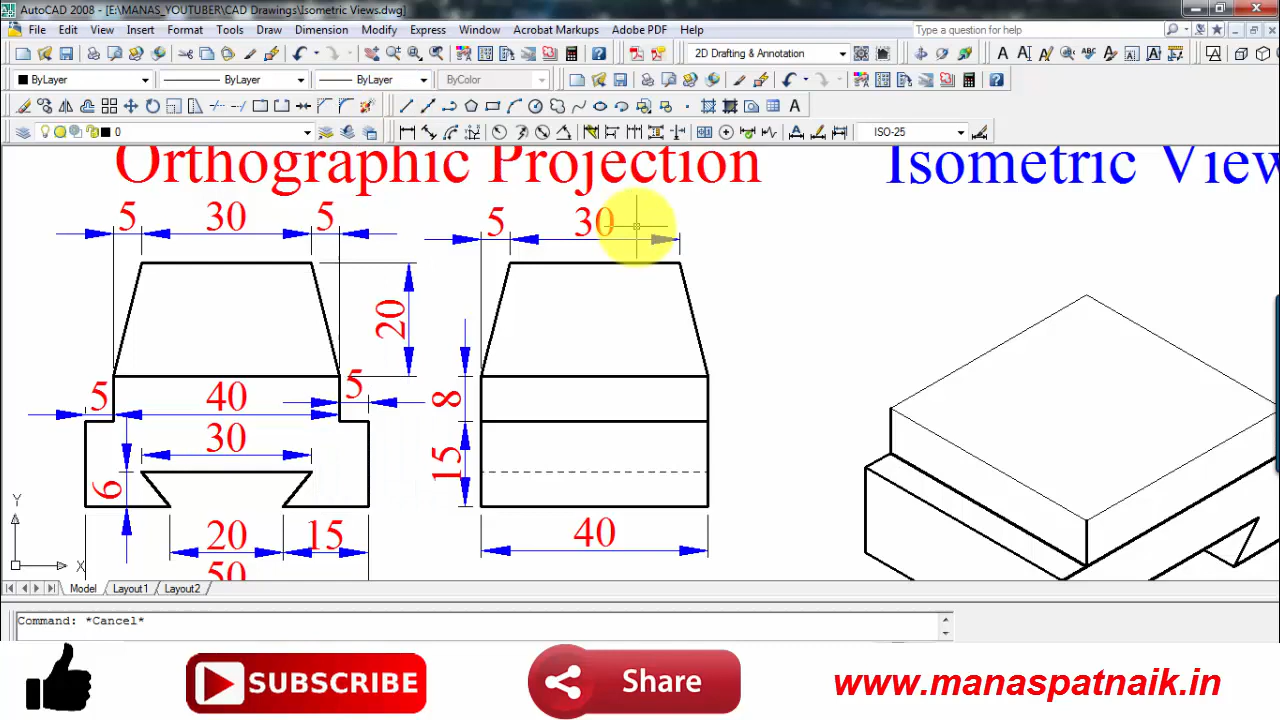 AutoCAD 2008 - [E:\MANAS_YOUTUBER\CAD Drawings\Isometric Views.dwg]
File Edit View Insert Format Tools Draw Dimension Modify Express Window Acrobat Markups Adobe PDF Help Type a question for help
2D Drafting & Annotation
ByLayer ByLayer ByLayer ByColor
0 ISO-25
Orthographic Projection Isometric View
5 30 5 5 30
20
5 40 5 8
30
6 15
20 15 40
50
Y
X
Model Layout1 Layout2
Command: *Cancel*
SUBSCRIBE Share www.manaspatnaik.in